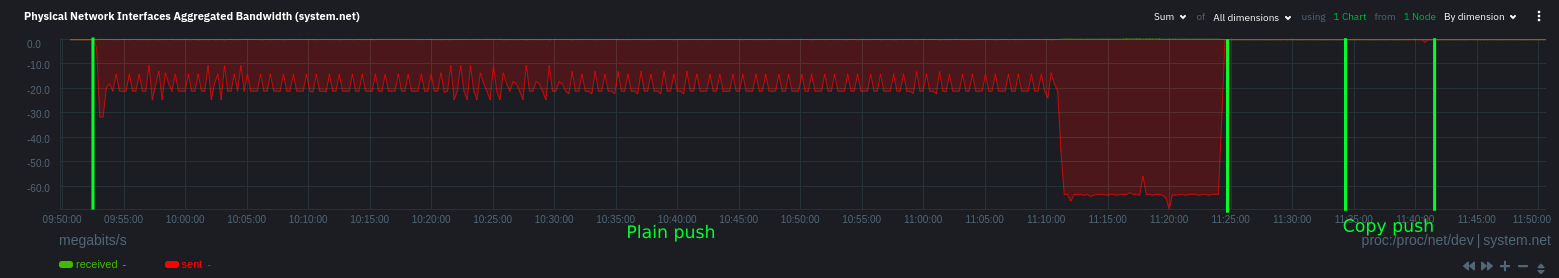 Physical Network Interfaces Aggregated Bandwidth (system.net)
Sum of All dimensions using 1 Chart from 1 Node By dimension
0.0
-10.0
-20.0
-30.0
-40.0
-50.0
-60.0
09:50:00 09:55:00 10:00:00 10:05:00 10:10:00 10:15:00 10:20:00 10:25:00 10:30:00 10:35:00 10:40:00 10:45:00 10:50:00 10:55:00 11:00:00 11:05:00 11:10:00 11:15:00 11:20:00 11:25:00 11:30:00 11:35:00 11:40:00 11:45:00 11:50:00
Plain push
Copy push
megabits/s
proc:/proc/net/dev | system.net
received -
sent -